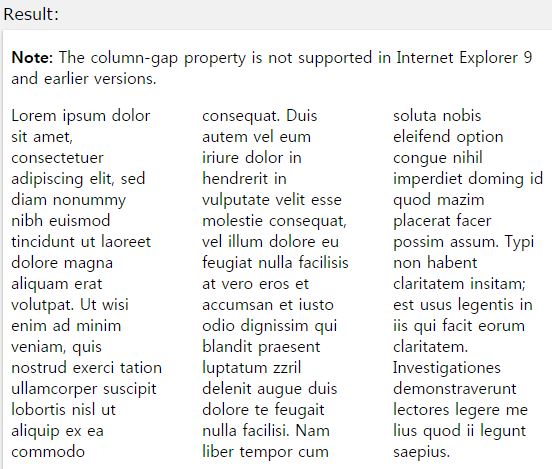 Result:
Note: The column-gap property is not supported in Internet Explorer 9
and earlier versions.
Lorem ipsum dolor
sit amet,
consectetuer
adipiscing elit, sed
diam nonummy
nibh euismod
tincidunt ut laoreet
dolore magna
aliquam erat
volutpat. Ut wisi
enim ad minim
veniam, quis
nostrud exerci tation
ullamcorper suscipit
lobortis nisl ut
aliquip ex ea
commodo
consequat. Duis
autem vel eum
iriure dolor in
hendrerit in
vulputate velit esse
molestie consequat,
vel illum dolore eu
feugiat nulla facilisis
at vero eros et
accumsan et iusto
odio dignissim qui
blandit praesent
luptatum zzril
delenit augue duis
dolore te feugait
nulla facilisi. Nam
liber tempor cum
soluta nobis
eleifend option
congue nihil
imperdiet doming id
quod mazim
placerat facer
possim assum. Typi
non habent
claritatem insitam;
est usus legentis in
iis qui facit eorum
claritatem.
Investigationes
demonstraverunt
lectores legere me
lius quod ii legunt
saepius.